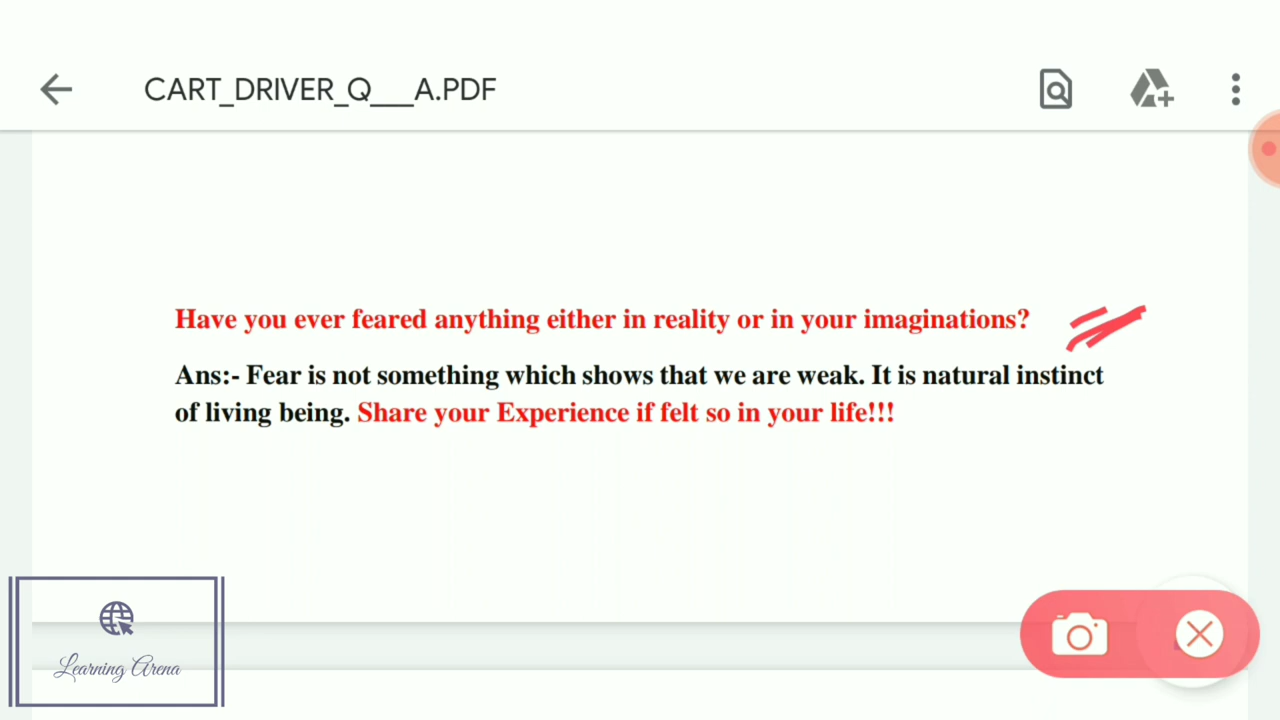 CART_DRIVER_Q___A.PDF
Have you ever feared anything either in reality or in your imaginations?
Ans:- Fear is not something which shows that we are weak. It is natural instinct
of living being. Share your Experience if felt so in your life!!!
Learning Arena